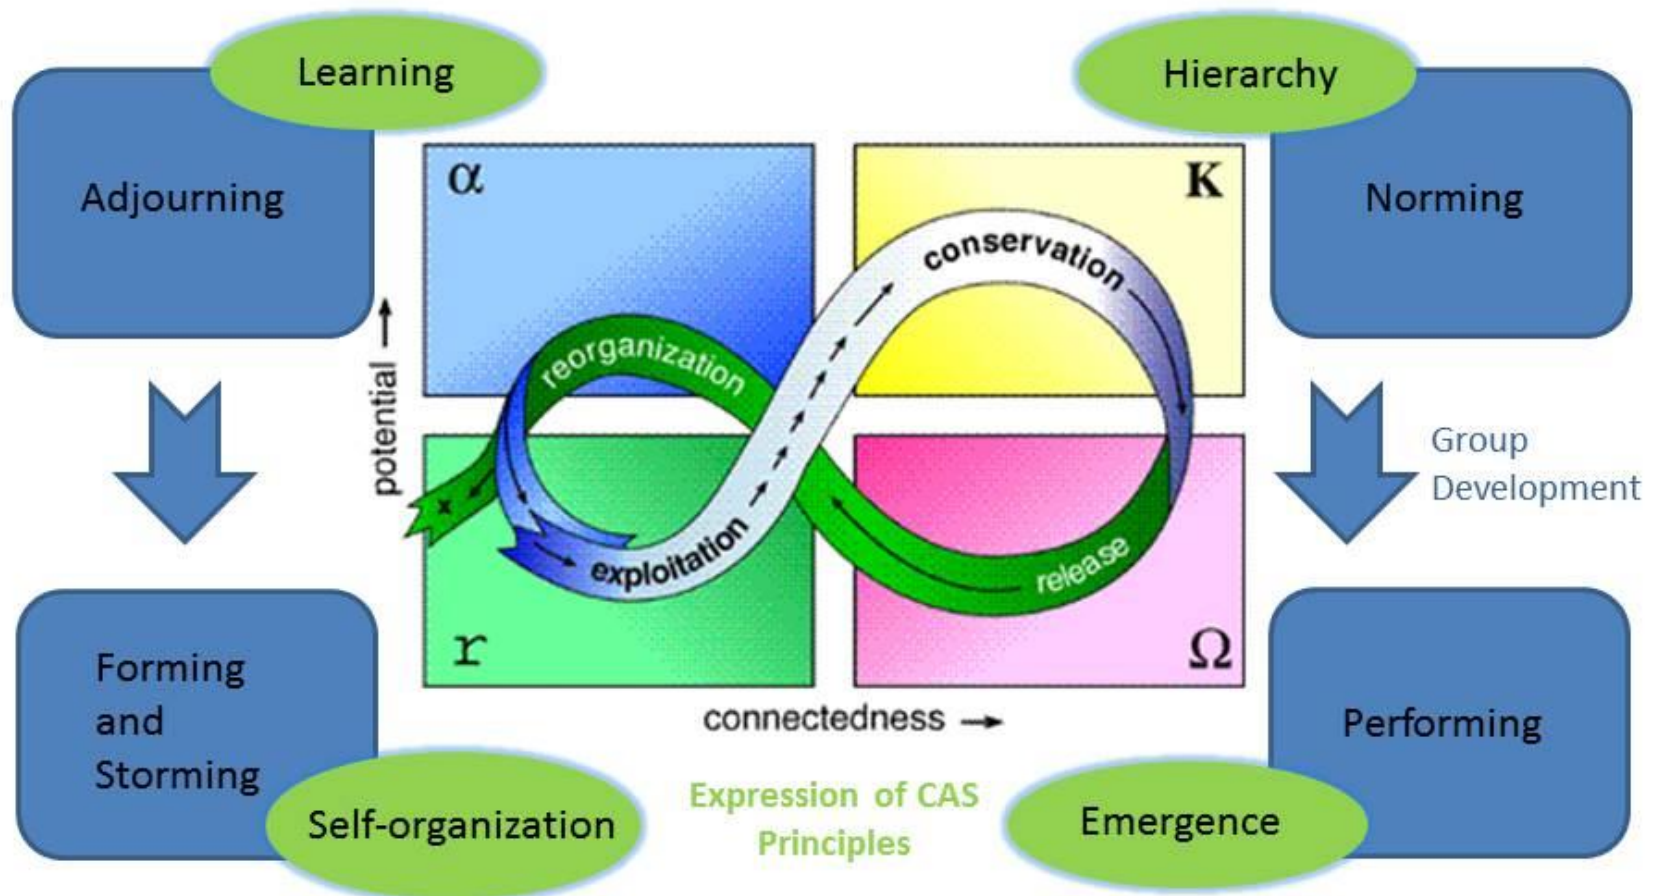 Learning
Hierarchy
Adjourning
Norming
α
K
conservation
reorganization
potential
Group
Development
x
exploitation
release
r
Ω
connectedness
Forming
and
Storming
Performing
Self-organization
Expression of CAS
Principles
Emergence